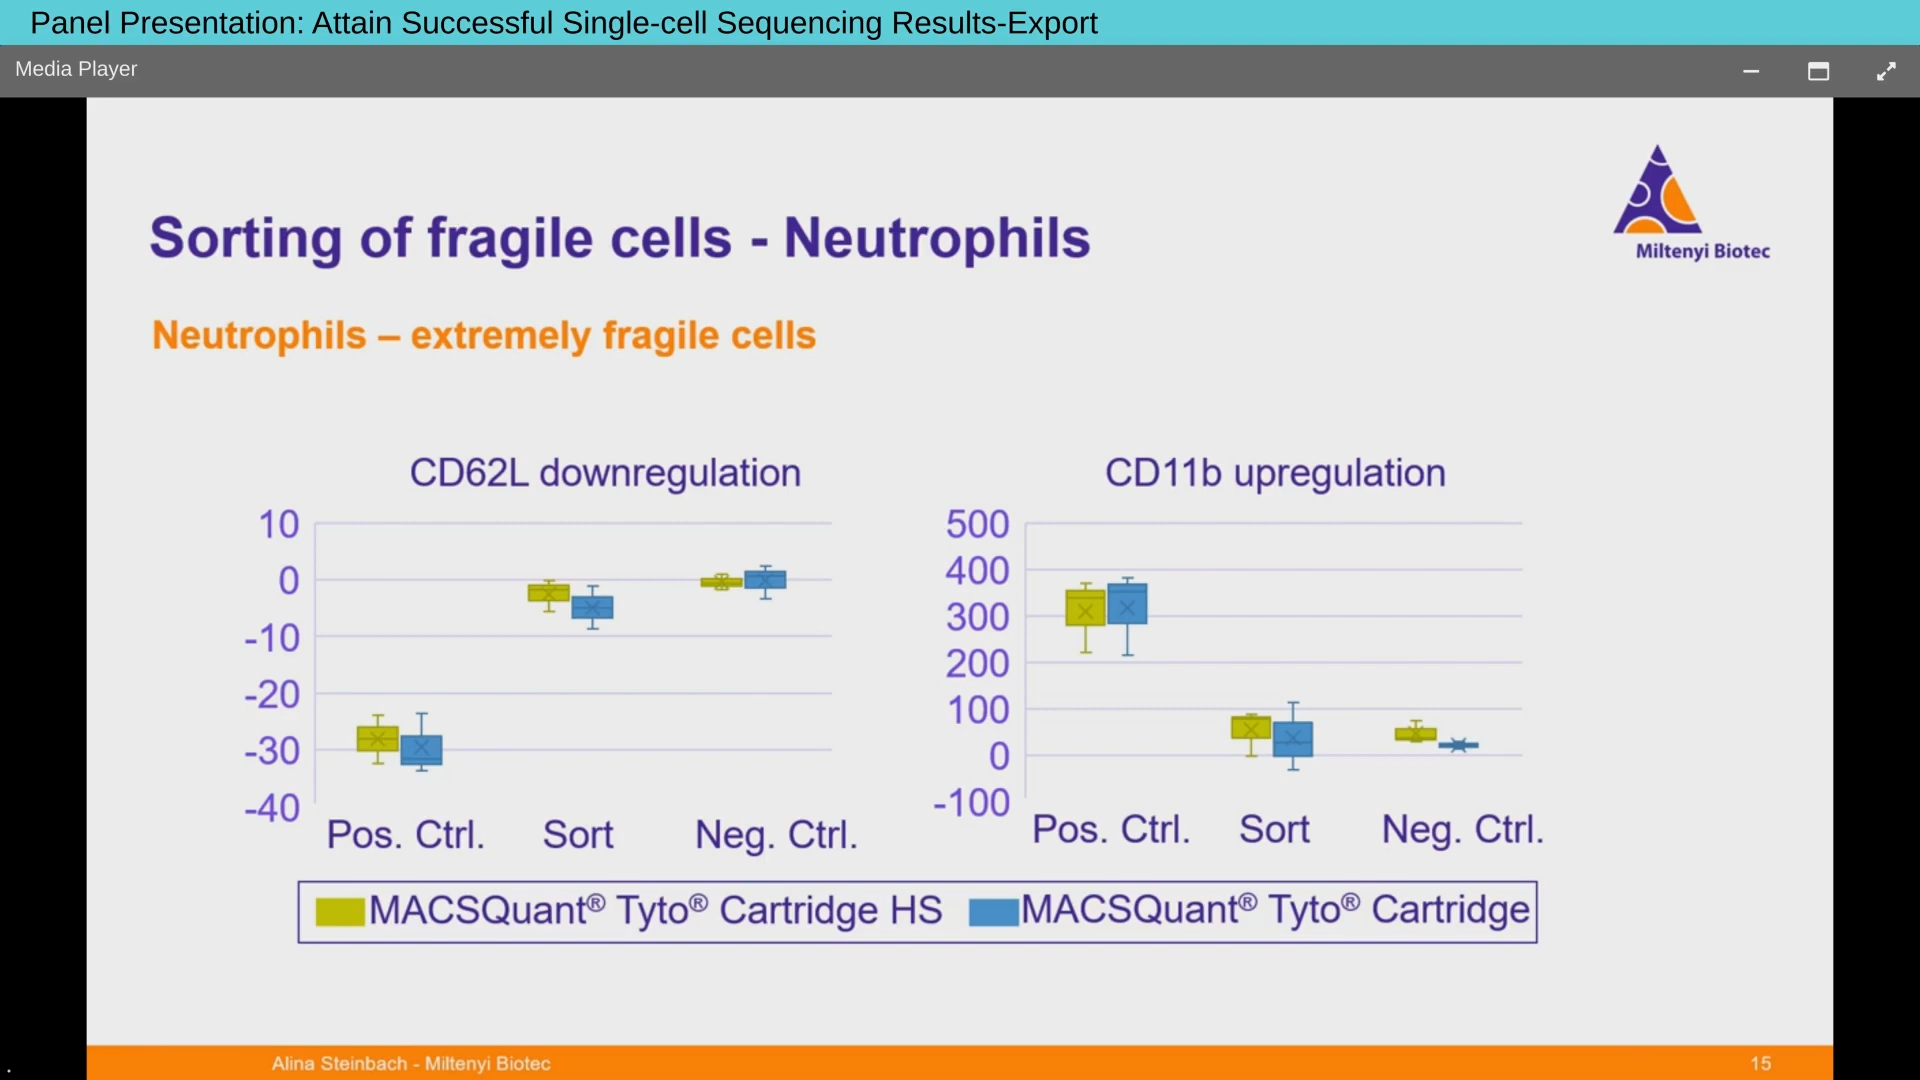 Panel Presentation: Attain Successful Single-cell Sequencing Results-Export
Media Player
Miltenyi Biotec
Sorting of fragile cells - Neutrophils
Neutrophils – extremely fragile cells
CD62L downregulation
10
0
-10
-20
-30
-40
Pos. Ctrl. Sort Neg. Ctrl.
CD11b upregulation
500
400
300
200
100
0
-100
Pos. Ctrl. Sort Neg. Ctrl.
MACSQuant® Tyto® Cartridge HS MACSQuant® Tyto® Cartridge
Alina Steinbach - Miltenyi Biotec 15